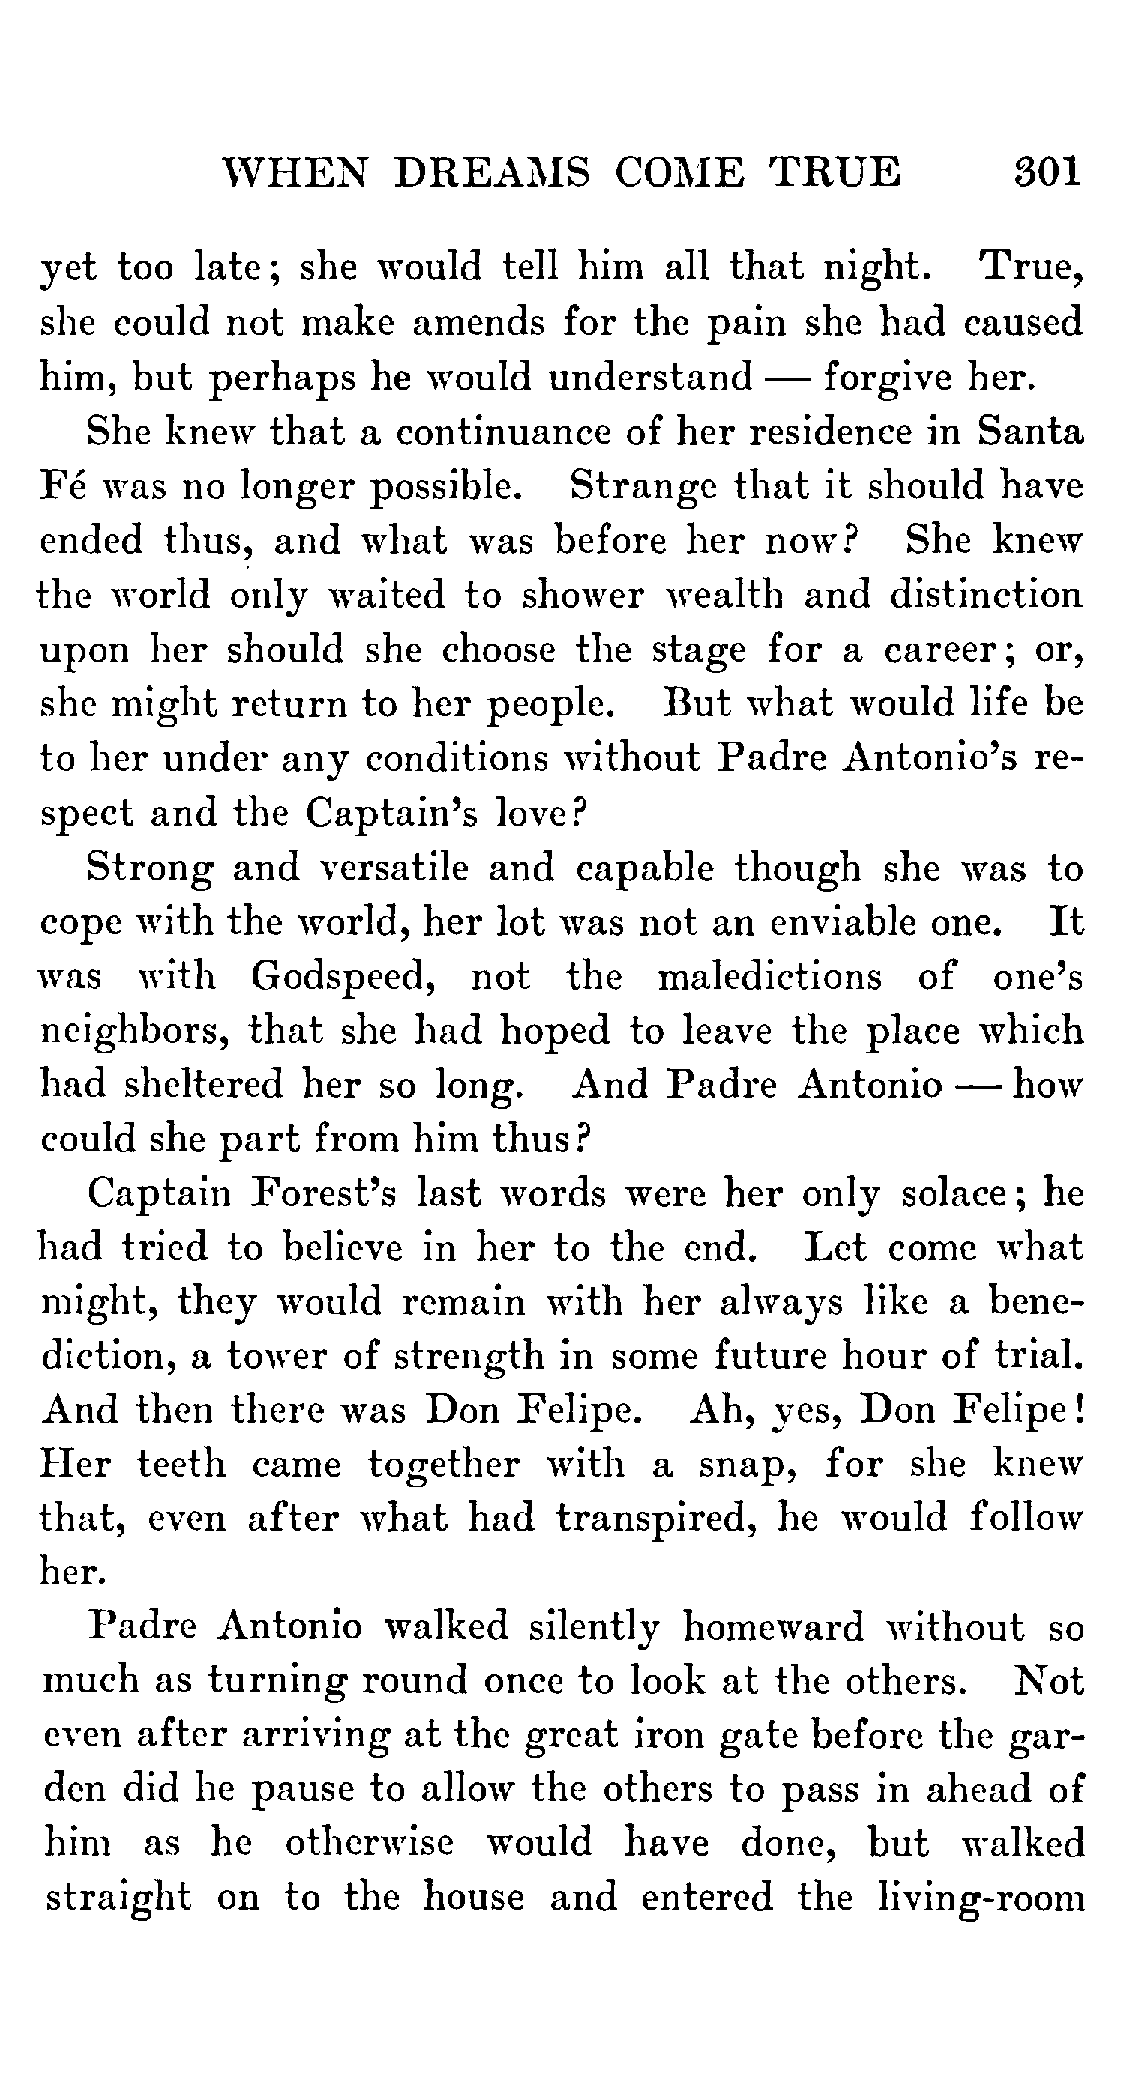 WHEN DREAMS COME TRUE 301
yet too late; she would tell him all that night. True,
she could not make amends for the pain she had caused
him, but perhaps he would understand — forgive her.
She knew that a continuance of her residence in Santa
Fé was no longer possible. Strange that it should have
ended thus, and what was before her now? She knew
the world only waited to shower wealth and distinction
upon her should she choose the stage for a career; or,
she might return to her people. But what would life be
to her under any conditions without Padre Antonio's re-
spect and the Captain's love?
Strong and versatile and capable though she was to
cope with the world, her lot was not an enviable one. It
was with Godspeed, not the maledictions of one's
neighbors, that she had hoped to leave the place which
had sheltered her so long. And Padre Antonio — how
could she part from him thus?
Captain Forest's last words were her only solace; he
had tried to believe in her to the end. Let come what
might, they would remain with her always like a bene-
diction, a tower of strength in some future hour of trial.
And then there was Don Felipe. Ah, yes, Don Felipe!
Her teeth came together with a snap, for she knew
that, even after what had transpired, he would follow
her.
Padre Antonio walked silently homeward without so
much as turning round once to look at the others. Not
even after arriving at the great iron gate before the gar-
den did he pause to allow the others to pass in ahead of
him as he otherwise would have done, but walked
straight on to the house and entered the living-room